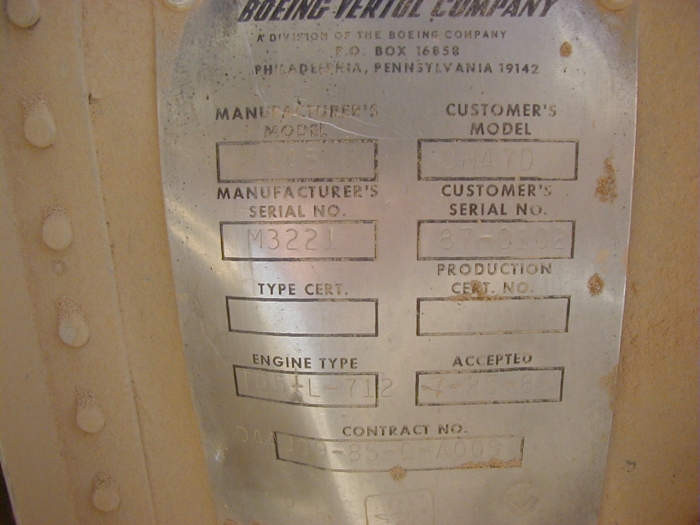 BOEING VERTOL COMPANY
A DIVISION OF THE BOEING COMPANY
P.O. BOX 16858
PHILADELPHIA, PENNSYLVANIA 19142
MANUFACTURER'S CUSTOMER'S
MODEL MODEL
CH47D
MANUFACTURER'S CUSTOMER'S
SERIAL NO. SERIAL NO.
M3221
TYPE CERT. PRODUCTION
CERT. NO.
ENGINE TYPE ACCEPTED
CONTRACT NO.